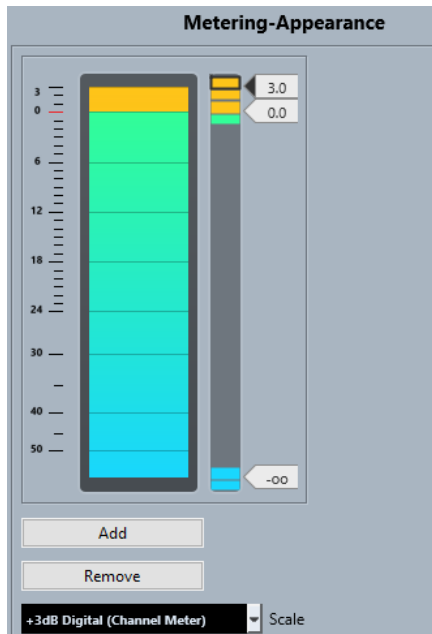 Metering-Appearance
3
0
6
12
18
24
30
40
50
3.0
0.0
-oo
Add
Remove
+3dB Digital (Channel Meter)
Scale